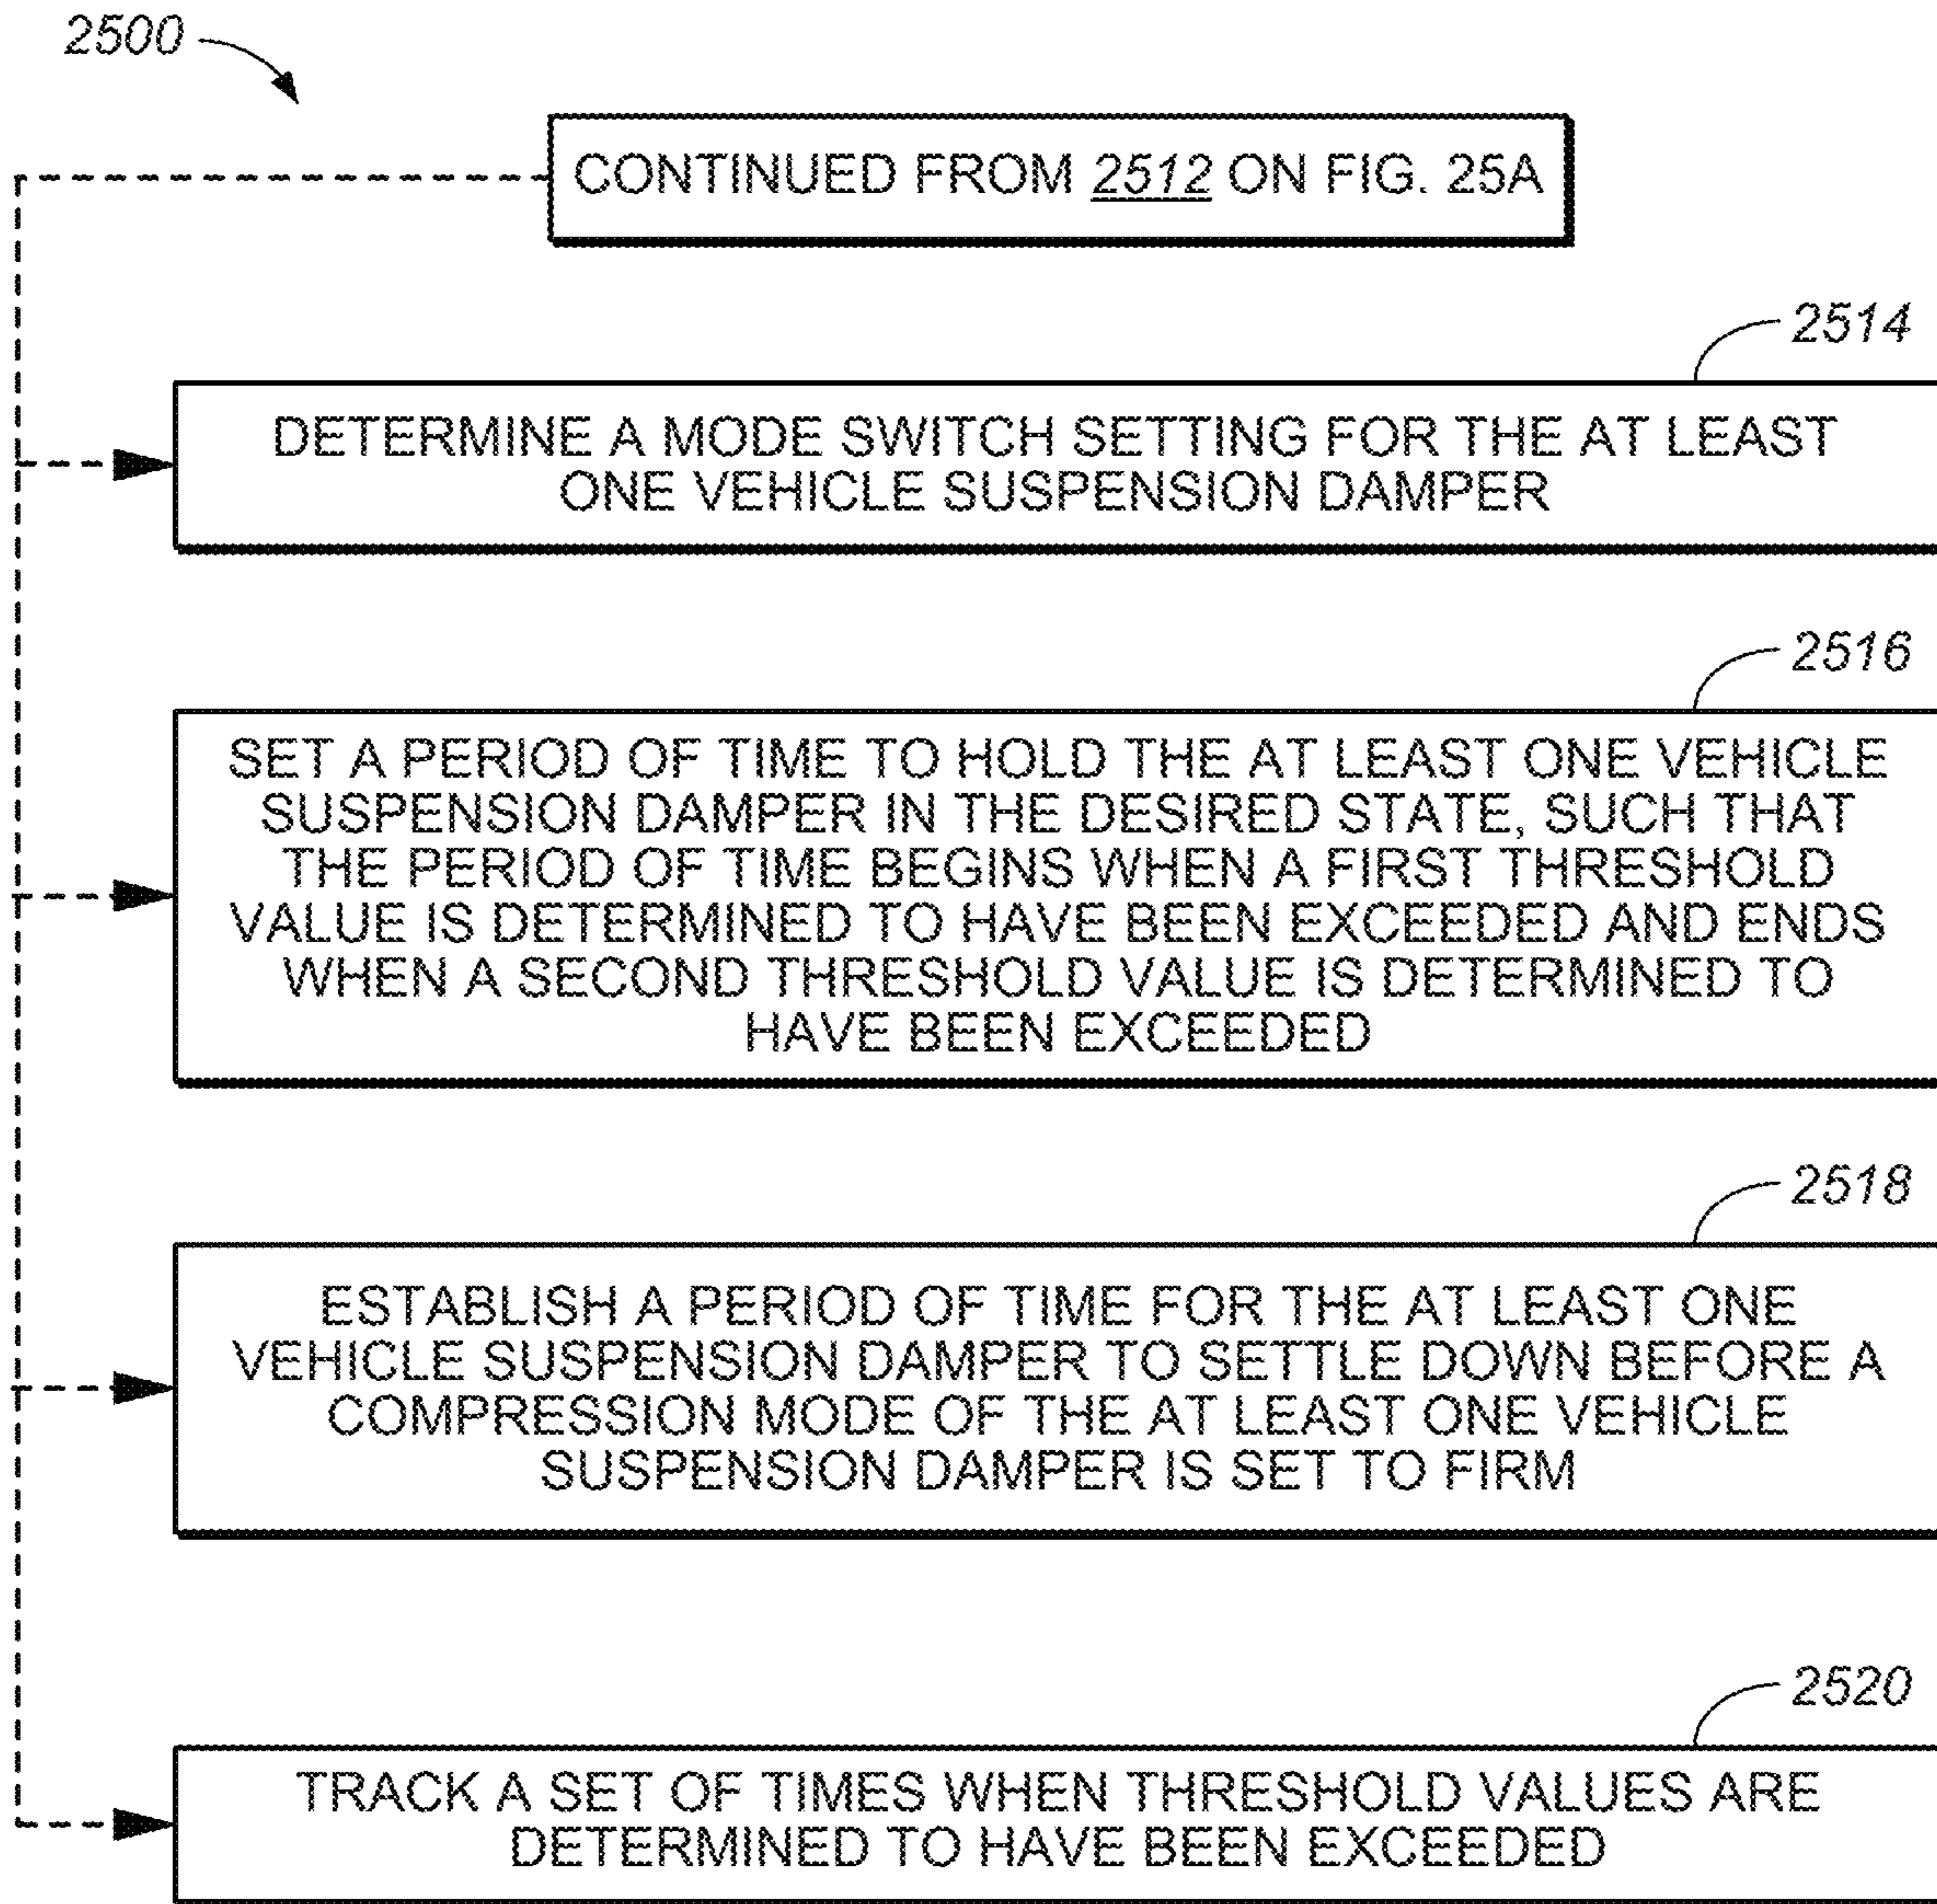 2500
CONTINUED FROM 2512 ON FIG. 25A
2514
DETERMINE A MODE SWITCH SETTING FOR THE AT LEAST
ONE VEHICLE SUSPENSION DAMPER
2516
SET A PERIOD OF TIME TO HOLD THE AT LEAST ONE VEHICLE
SUSPENSION DAMPER IN THE DESIRED STATE, SUCH THAT
THE PERIOD OF TIME BEGINS WHEN A FIRST THRESHOLD
VALUE IS DETERMINED TO HAVE BEEN EXCEEDED AND ENDS
WHEN A SECOND THRESHOLD VALUE IS DETERMINED TO
HAVE BEEN EXCEEDED
2518
ESTABLISH A PERIOD OF TIME FOR THE AT LEAST ONE
VEHICLE SUSPENSION DAMPER TO SETTLE DOWN BEFORE A
COMPRESSION MODE OF THE AT LEAST ONE VEHICLE
SUSPENSION DAMPER IS SET TO FIRM
2520
TRACK A SET OF TIMES WHEN THRESHOLD VALUES ARE
DETERMINED TO HAVE BEEN EXCEEDED